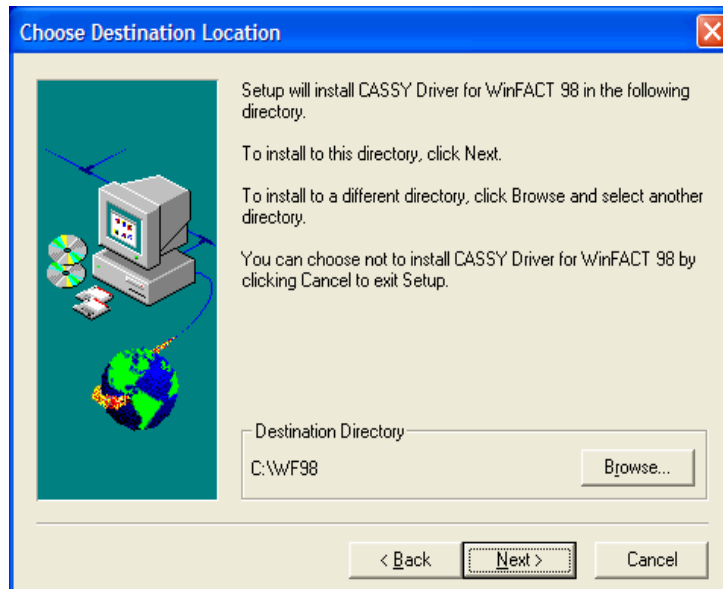 Choose Destination Location
Setup will install CASSY Driver for WinFACT 98 in the following
directory.
To install to this directory, click Next.
To install to a different directory, click Browse and select another
directory.
You can choose not to install CASSY Driver for WinFACT 98 by
clicking Cancel to exit Setup.
Destination Directory
C:\WF98
Browse...
< Back
Next >
Cancel